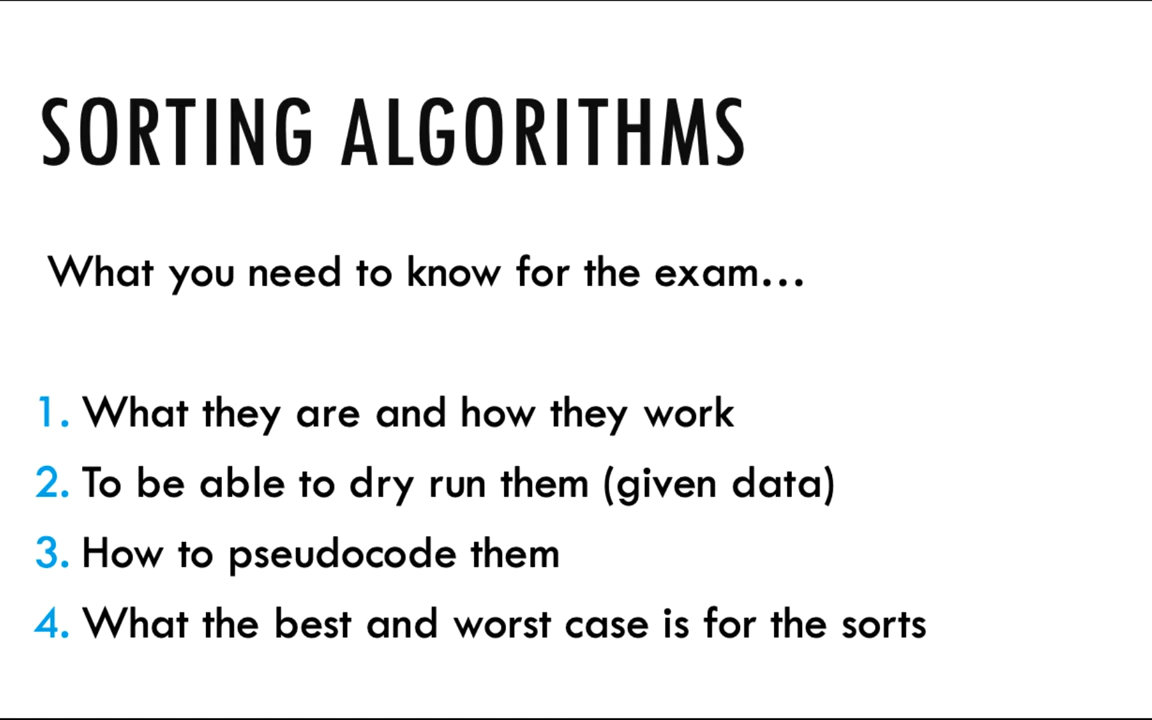 SORTING ALGORITHMS
What you need to know for the exam...
1. What they are and how they work
2. To be able to dry run them (given data)
3. How to pseudocode them
4. What the best and worst case is for the sorts